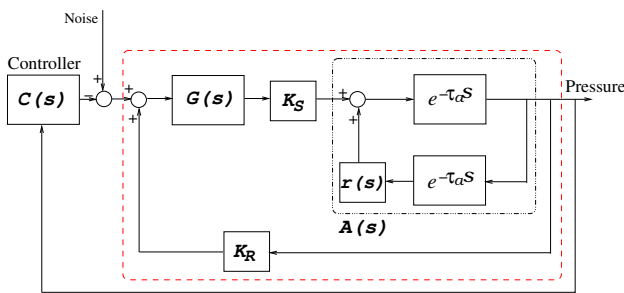 Noise
Controller
C(s)
−
+
+
+
G(s)
K_S
+
+
e^{-τ_a s}
Pressure
r(s)
e^{-τ_a s}
A(s)
K_R